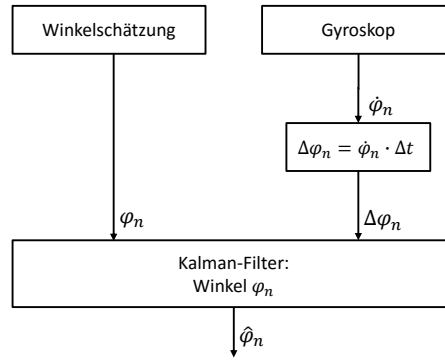 Winkelschätzung
Gyroskop
φ̇ₙ
Δφₙ = φ̇ₙ · Δt
φₙ
Δφₙ
Kalman-Filter:
Winkel φₙ
φ̂ₙ